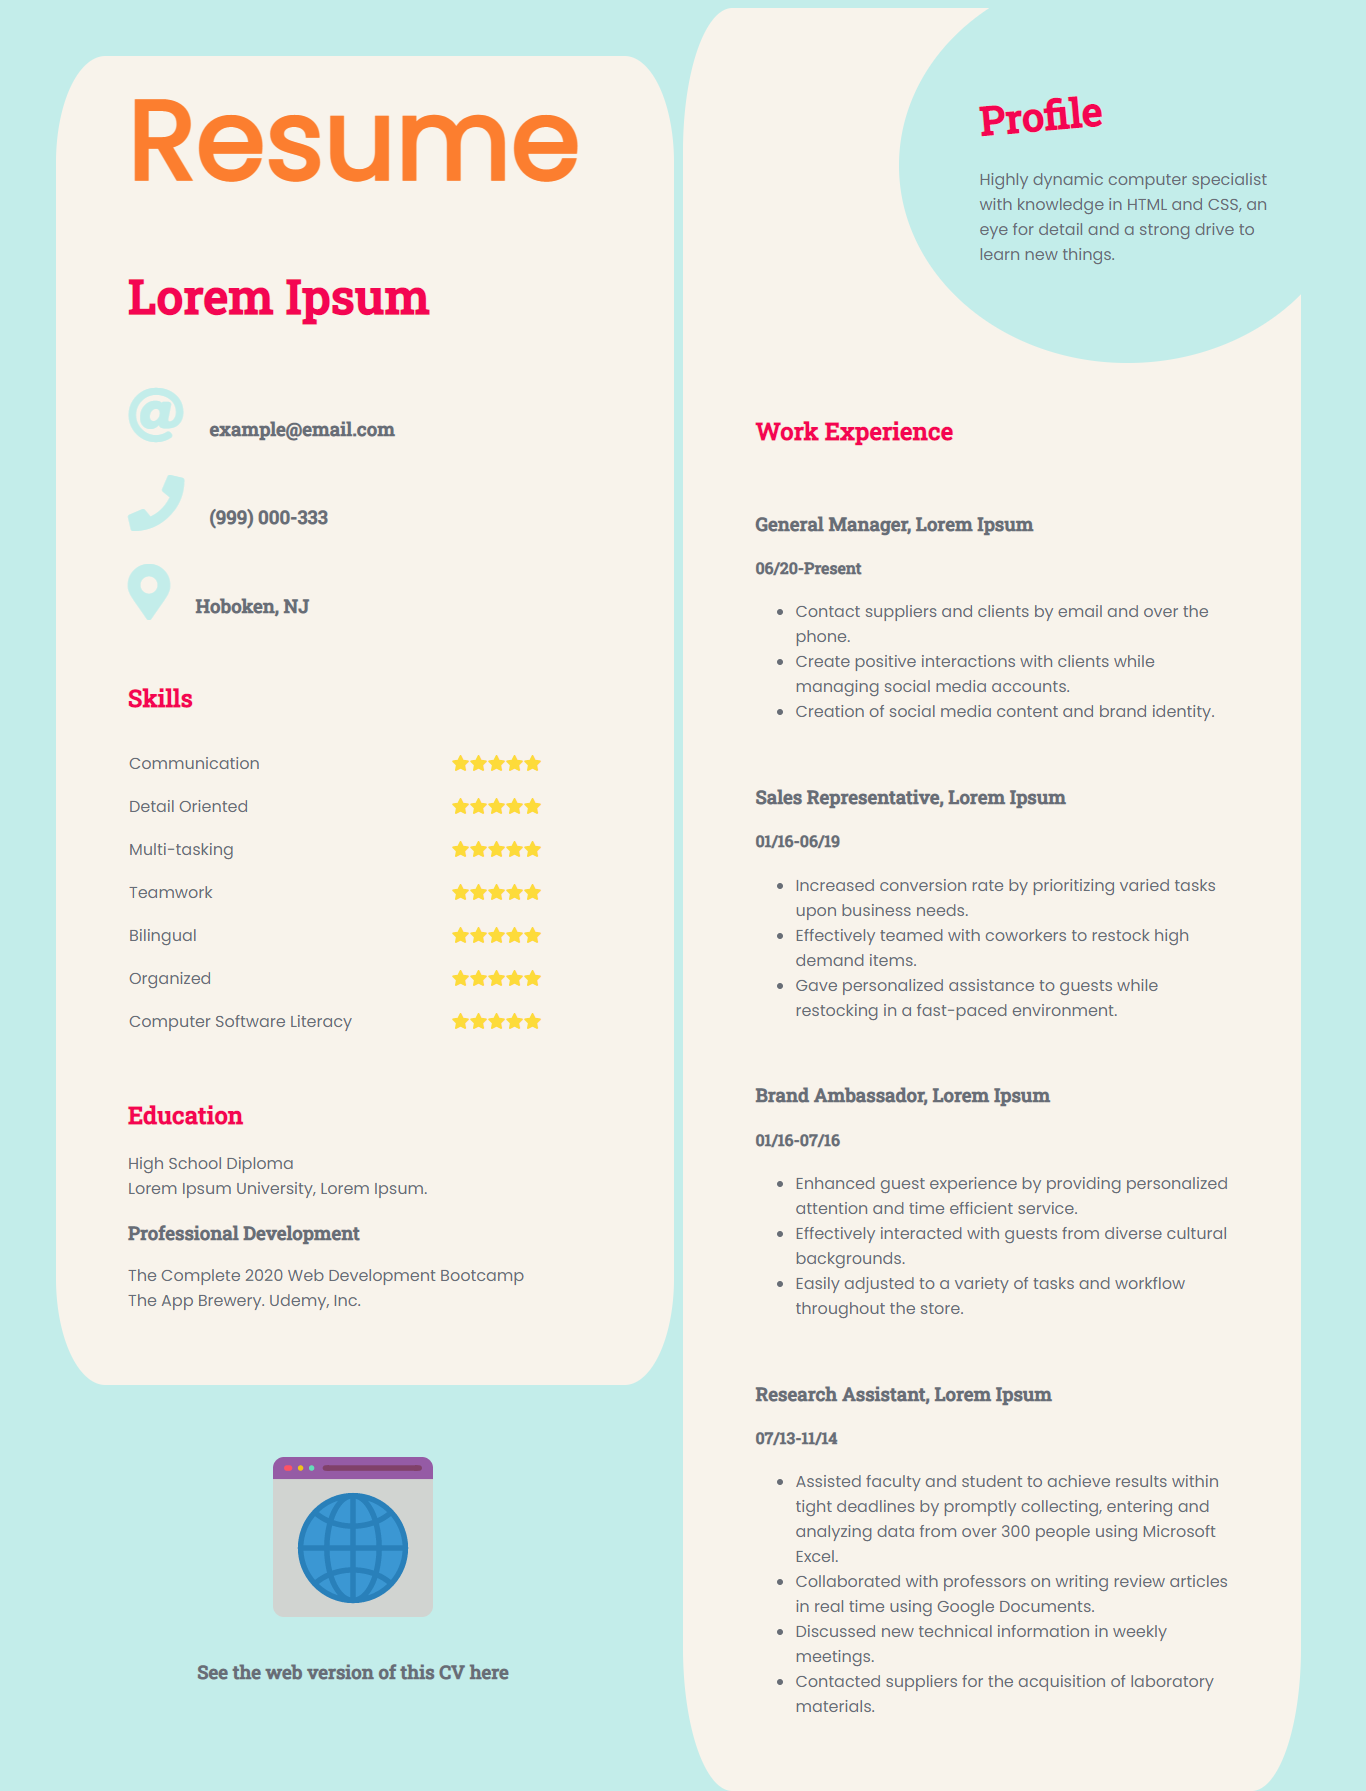 Resume
Lorem Ipsum
example@email.com
(999) 000-333
Hoboken, NJ
Skills
Communication
Detail Oriented
Multi-tasking
Teamwork
Bilingual
Organized
Computer Software Literacy
Education
High School Diploma
Lorem Ipsum University, Lorem Ipsum.
Professional Development
The Complete 2020 Web Development Bootcamp
The App Brewery. Udemy, Inc.
See the web version of this CV here
Profile
Highly dynamic computer specialist
with knowledge in HTML and CSS, an
eye for detail and a strong drive to
learn new things.
Work Experience
General Manager, Lorem Ipsum
06/20-Present
• Contact suppliers and clients by email and over the
phone.
• Create positive interactions with clients while
managing social media accounts.
• Creation of social media content and brand identity.
Sales Representative, Lorem Ipsum
01/16-06/19
• Increased conversion rate by prioritizing varied tasks
upon business needs.
• Effectively teamed with coworkers to restock high
demand items.
• Gave personalized assistance to guests while
restocking in a fast-paced environment.
Brand Ambassador, Lorem Ipsum
01/16-07/16
• Enhanced guest experience by providing personalized
attention and time efficient service.
• Effectively interacted with guests from diverse cultural
backgrounds.
• Easily adjusted to a variety of tasks and workflow
throughout the store.
Research Assistant, Lorem Ipsum
07/13-11/14
• Assisted faculty and student to achieve results within
tight deadlines by promptly collecting, entering and
analyzing data from over 300 people using Microsoft
Excel.
• Collaborated with professors on writing review articles
in real time using Google Documents.
• Discussed new technical information in weekly
meetings.
• Contacted suppliers for the acquisition of laboratory
materials.